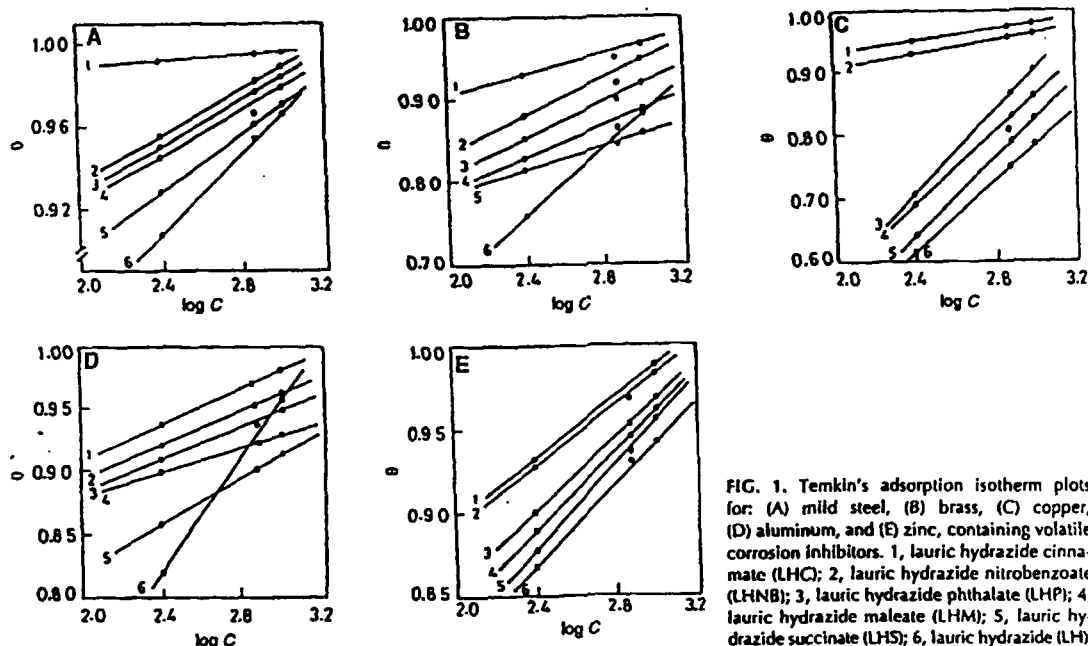 A
B
C
1.00
0.96
0.92
θ
1
2
3
4
5
6
2.0 2.4 2.8 3.2
log C
1.00
0.90
0.80
0.70
θ
1
2
3
4
5
6
2.0 2.4 2.8 3.2
log C
1.00
0.90
0.80
0.70
0.60
θ
1
2
3
4
5
6
2.0 2.4 2.8 3.2
log C
D
E
1.00
0.95
0.90
0.85
0.80
θ
1
2
3
4
5
6
2.0 2.4 2.8 3.2
log C
1.00
0.95
0.90
0.85
θ
1
2
3
4
5
6
2.0 2.4 2.8 3.2
log C
FIG. 1. Temkin's adsorption isotherm plots
for: (A) mild steel, (B) brass, (C) copper,
(D) aluminum, and (E) zinc, containing volatile
corrosion inhibitors. 1, lauric hydrazide cinna-
mate (LHC); 2, lauric hydrazide nitrobenzoate
(LHNB); 3, lauric hydrazide phthalate (LHP); 4,
lauric hydrazide maleate (LHM); 5, lauric hy-
drazide succinate (LHS); 6, lauric hydrazide (LH)